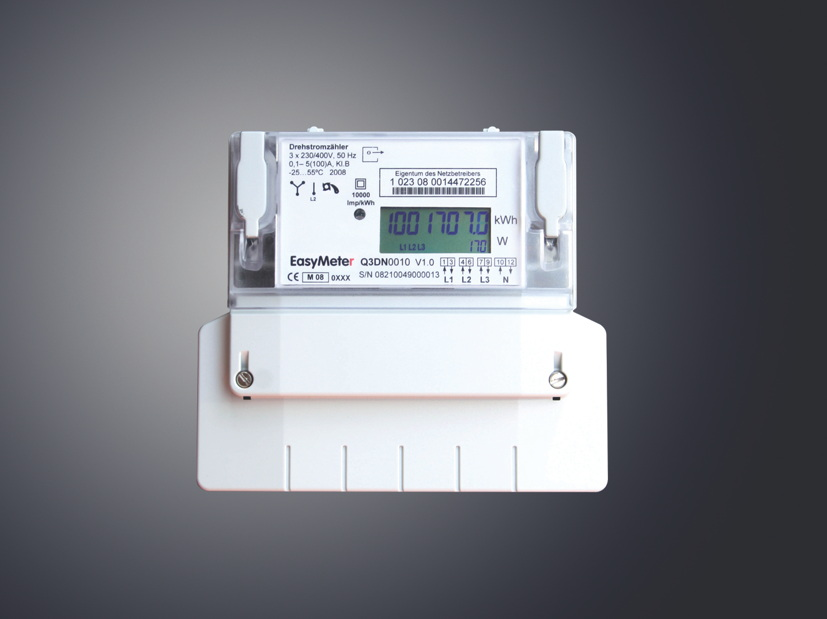 Drehstromzähler
3 x 230/400V, 50 Hz
0,1– 5(100)A, Kl.B
-25...55°C 2008
L2
10000
Imp/kWh
Eigentum des Netzbetreibers
1 023 08 0014472256
1001707.0 kWh
L1 L2 L3 170 W
EasyMeter Q3DN0010 V1.0
1 3 4 6 7 9 10 12
CE M 08 0XXX S/N 08210049000013 L1 L2 L3 N